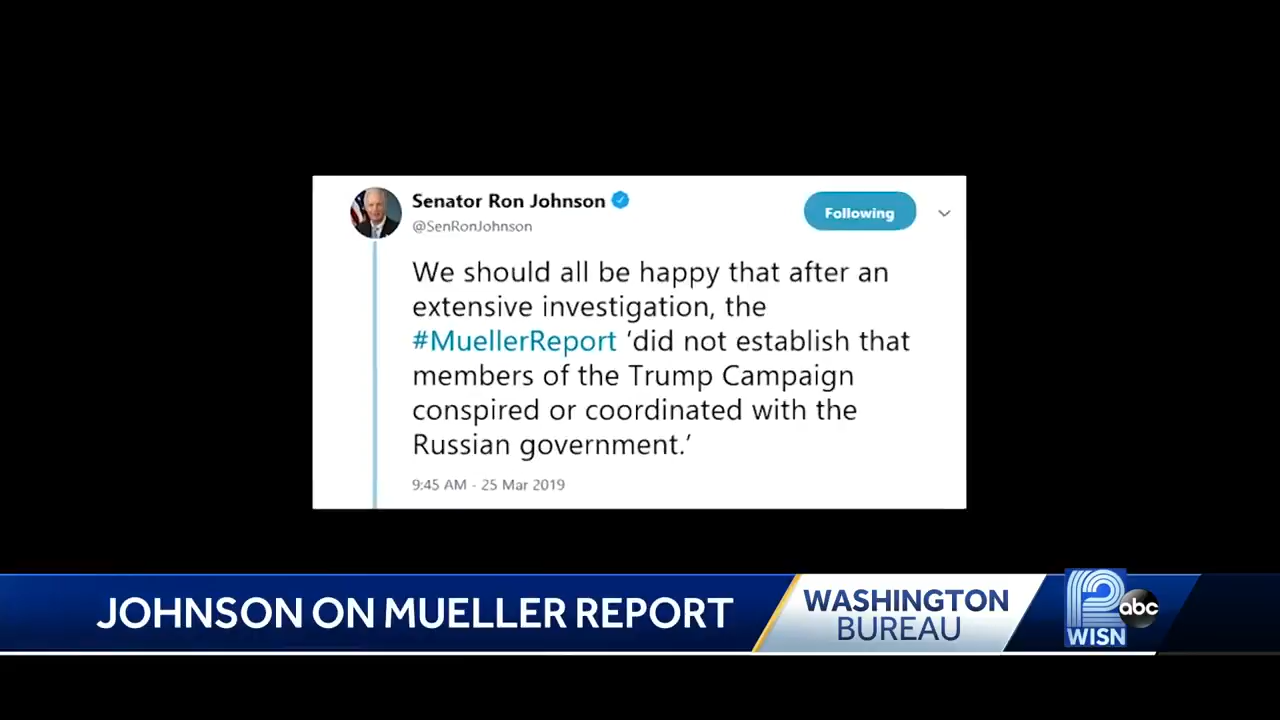 Senator Ron Johnson
@SenRonJohnson
Following
We should all be happy that after an
extensive investigation, the
#MuellerReport ‘did not establish that
members of the Trump Campaign
conspired or coordinated with the
Russian government.’
9:45 AM - 25 Mar 2019
JOHNSON ON MUELLER REPORT
WASHINGTON
BUREAU
12
WISN
abc